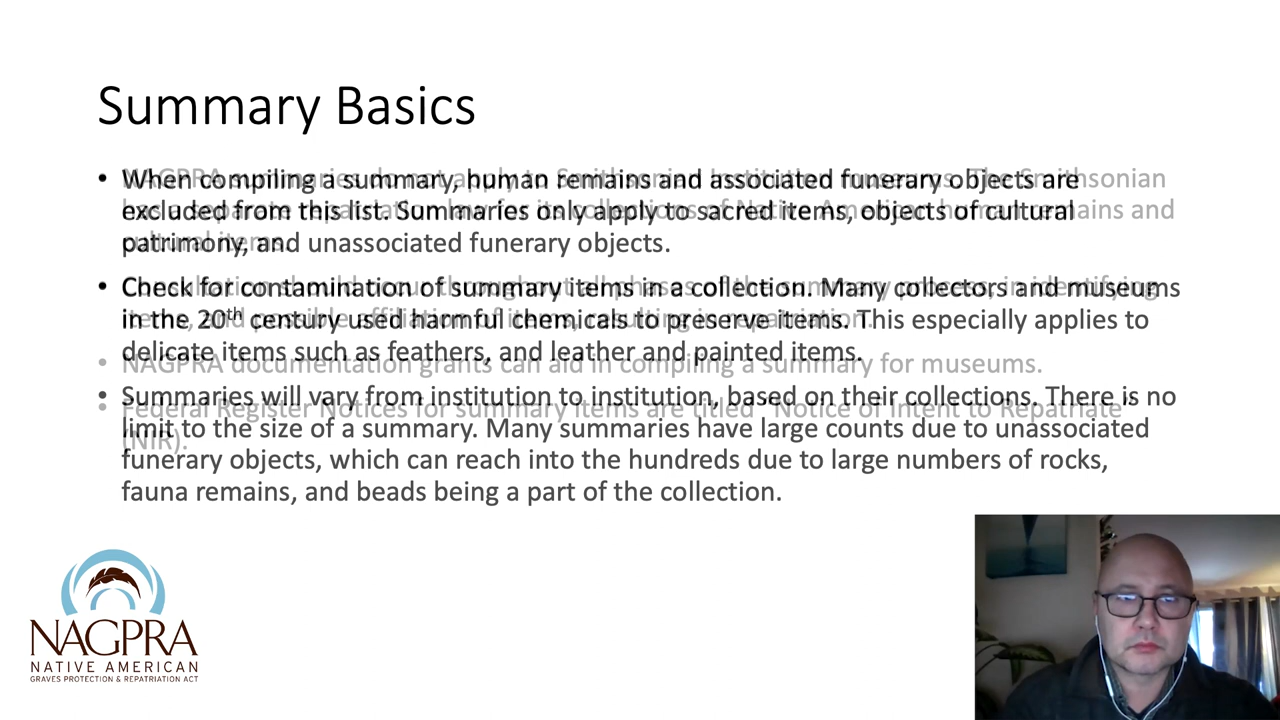 Summary Basics
• When compiling a summary, human remains and associated funerary objects are
excluded from this list. Summaries only apply to sacred items, objects of cultural
patrimony, and unassociated funerary objects.
• Check for contamination of summary items in a collection. Many collectors and museums
in the 20th century used harmful chemicals to preserve items. This especially applies to
delicate items such as feathers, and leather and painted items.
• NAGPRA documentation grants can aid in compiling a summary for museums.
• Summaries will vary from institution to institution, based on their collections. There is no
• Federal Register Notices for summary items are titled "Notice of Intent to Repatriate"
limit to the size of a summary. Many summaries have large counts due to unassociated
(NIR).
funerary objects, which can reach into the hundreds due to large numbers of rocks,
fauna remains, and beads being a part of the collection.
NAGPRA
NATIVE AMERICAN
GRAVES PROTECTION & REPATRIATION ACT